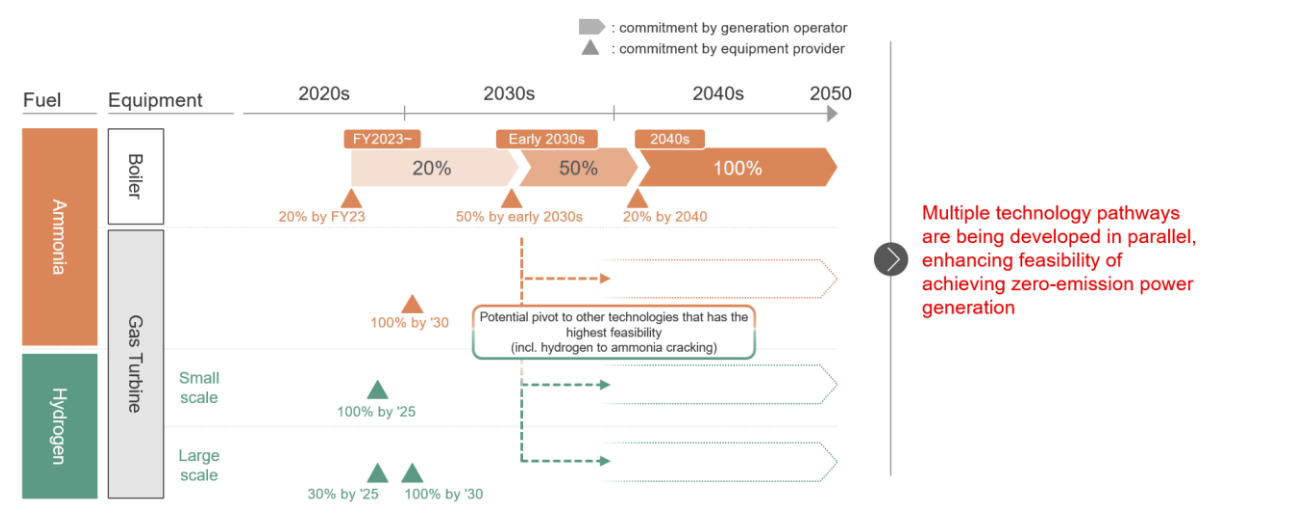 : commitment by generation operator
: commitment by equipment provider
Fuel
Equipment
2020s
2030s
2040s
2050
Ammonia
Boiler
FY2023~
Early 2030s
2040s
20%
50%
100%
20% by FY23
50% by early 2030s
20% by 2040
Gas Turbine
100% by '30
Potential pivot to other technologies that has the
highest feasibility
(incl. hydrogen to ammonia cracking)
Hydrogen
Small
scale
100% by '25
Large
scale
30% by '25
100% by '30
Multiple technology pathways
are being developed in parallel,
enhancing feasibility of
achieving zero-emission power
generation